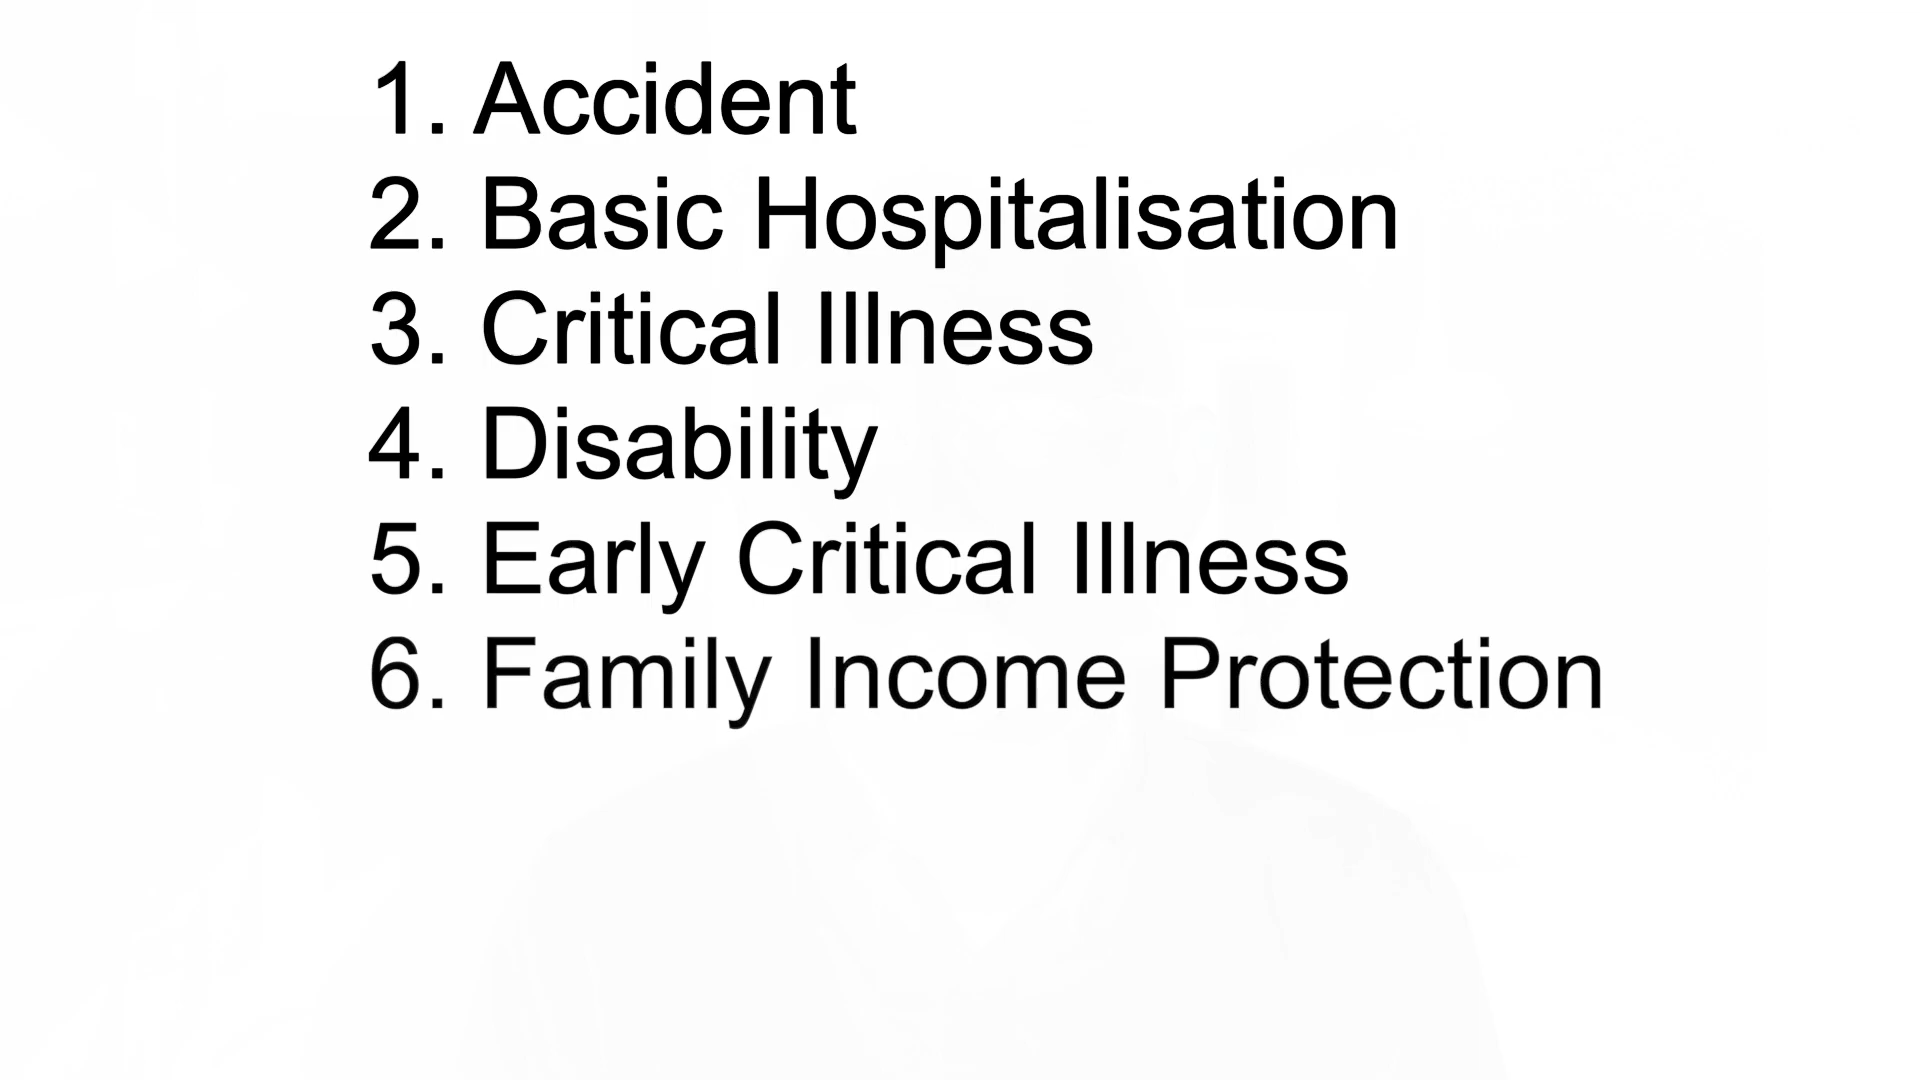 1. Accident
2. Basic Hospitalisation
3. Critical Illness
4. Disability
5. Early Critical Illness
6. Family Income Protection